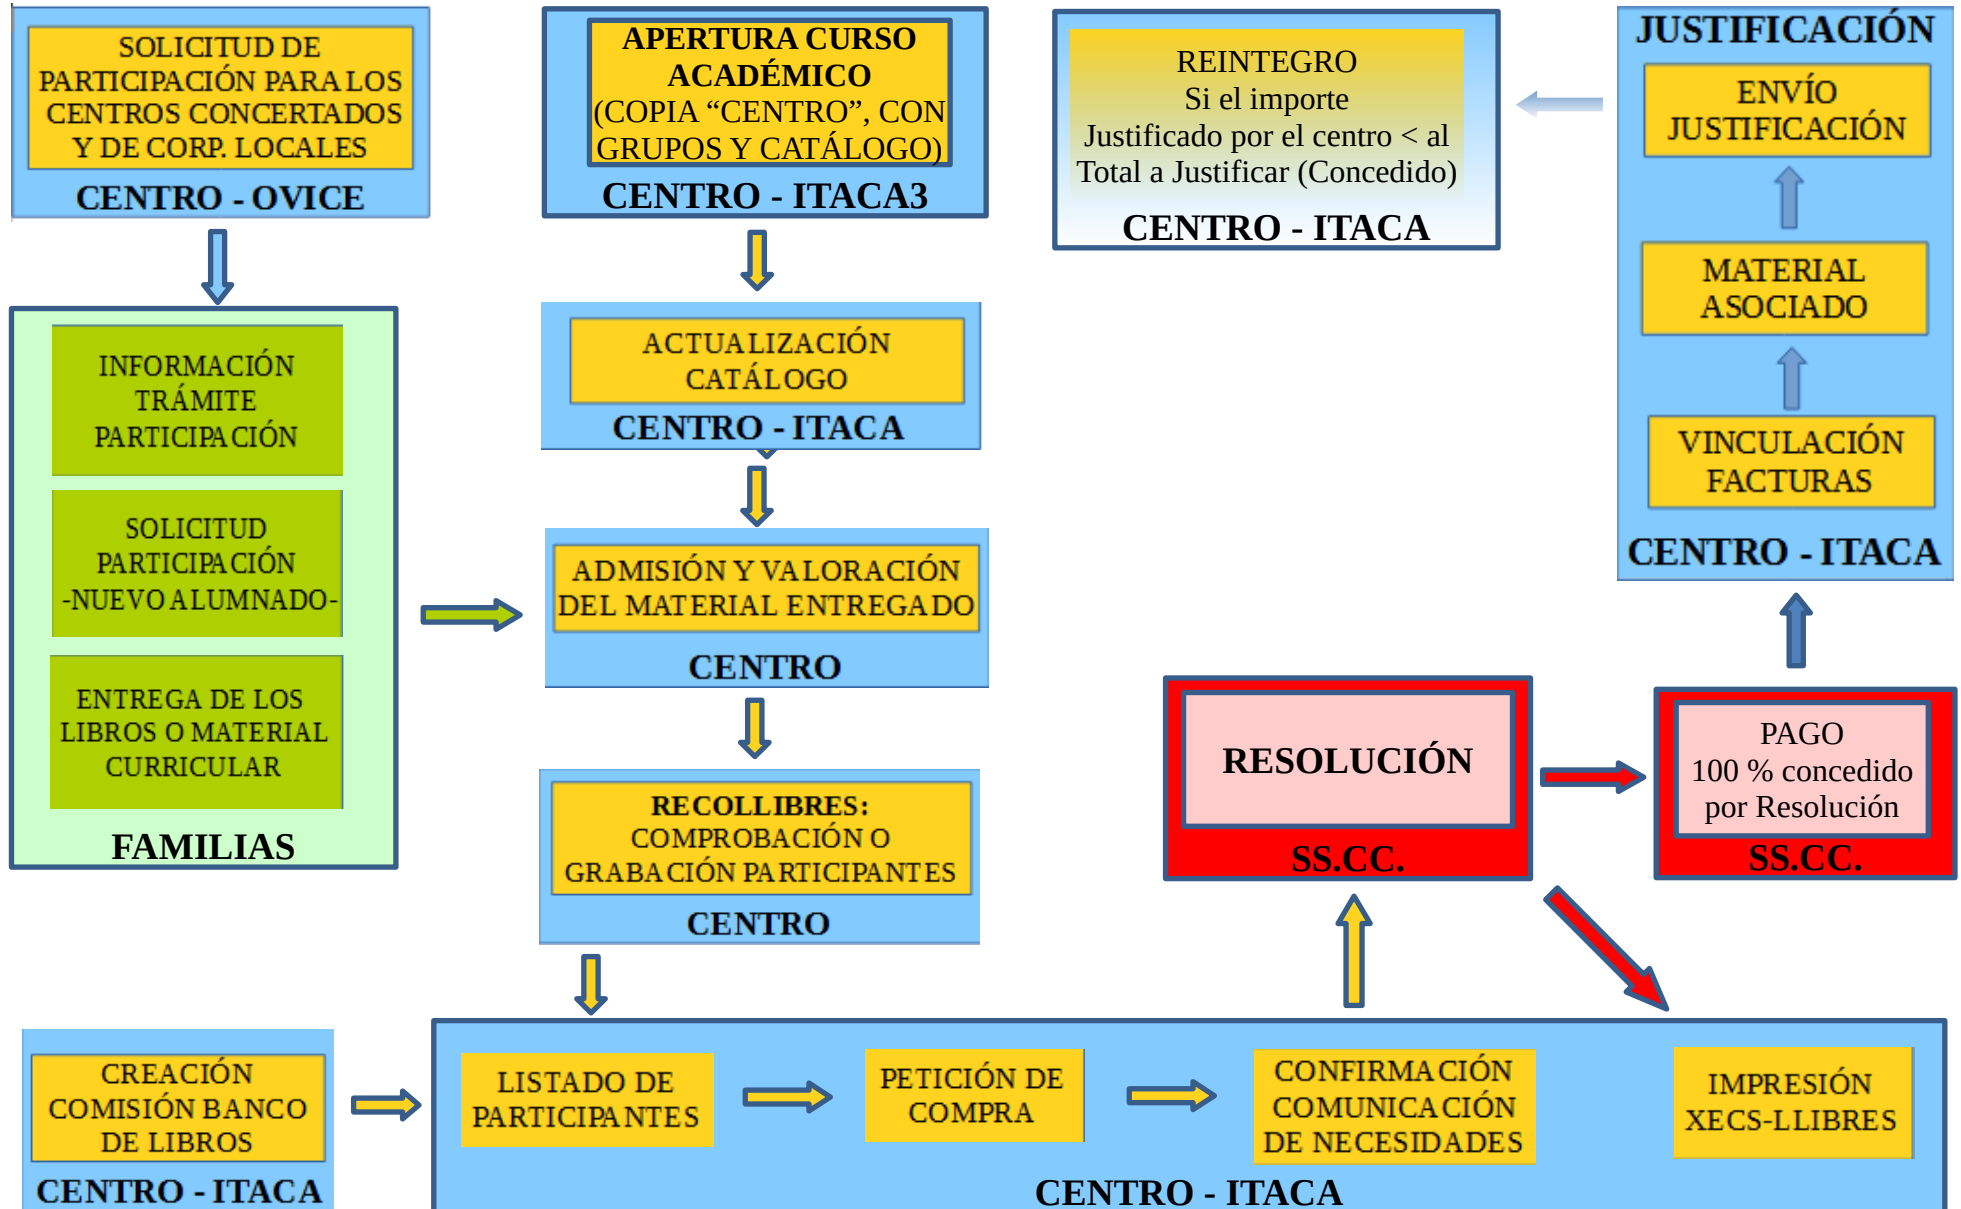 SOLICITUD DE
PARTICIPACIÓN PARA LOS
CENTROS CONCERTADOS
Y DE CORP. LOCALES
CENTRO - OVICE
APERTURA CURSO
ACADÉMICO
(COPIA “CENTRO”, CON
GRUPOS Y CATÁLOGO)
CENTRO - ITACA3
REINTEGRO
Si el importe
Justificado por el centro < al
Total a Justificar (Concedido)
CENTRO - ITACA
JUSTIFICACIÓN
ENVÍO
JUSTIFICACIÓN
MATERIAL
ASOCIADO
VINCULACIÓN
FACTURAS
CENTRO - ITACA
INFORMACIÓN
TRÁMITE
PARTICIPACIÓN
SOLICITUD
PARTICIPACIÓN
-NUEVO ALUMNADO-
ENTREGA DE LOS
LIBROS O MATERIAL
CURRICULAR
FAMILIAS
ACTUALIZACIÓN
CATÁLOGO
CENTRO - ITACA
ADMISIÓN Y VALORACIÓN
DEL MATERIAL ENTREGADO
CENTRO
RECOLLIBRES:
COMPROBACIÓN O
GRABACIÓN PARTICIPANTES
CENTRO
RESOLUCIÓN
SS.CC.
PAGO
100 % concedido
por Resolución
SS.CC.
CREACIÓN
COMISIÓN BANCO
DE LIBROS
CENTRO - ITACA
LISTADO DE
PARTICIPANTES
PETICIÓN DE
COMPRA
CONFIRMACIÓN
COMUNICACIÓN
DE NECESIDADES
IMPRESIÓN
XECS-LLIBRES
CENTRO - ITACA